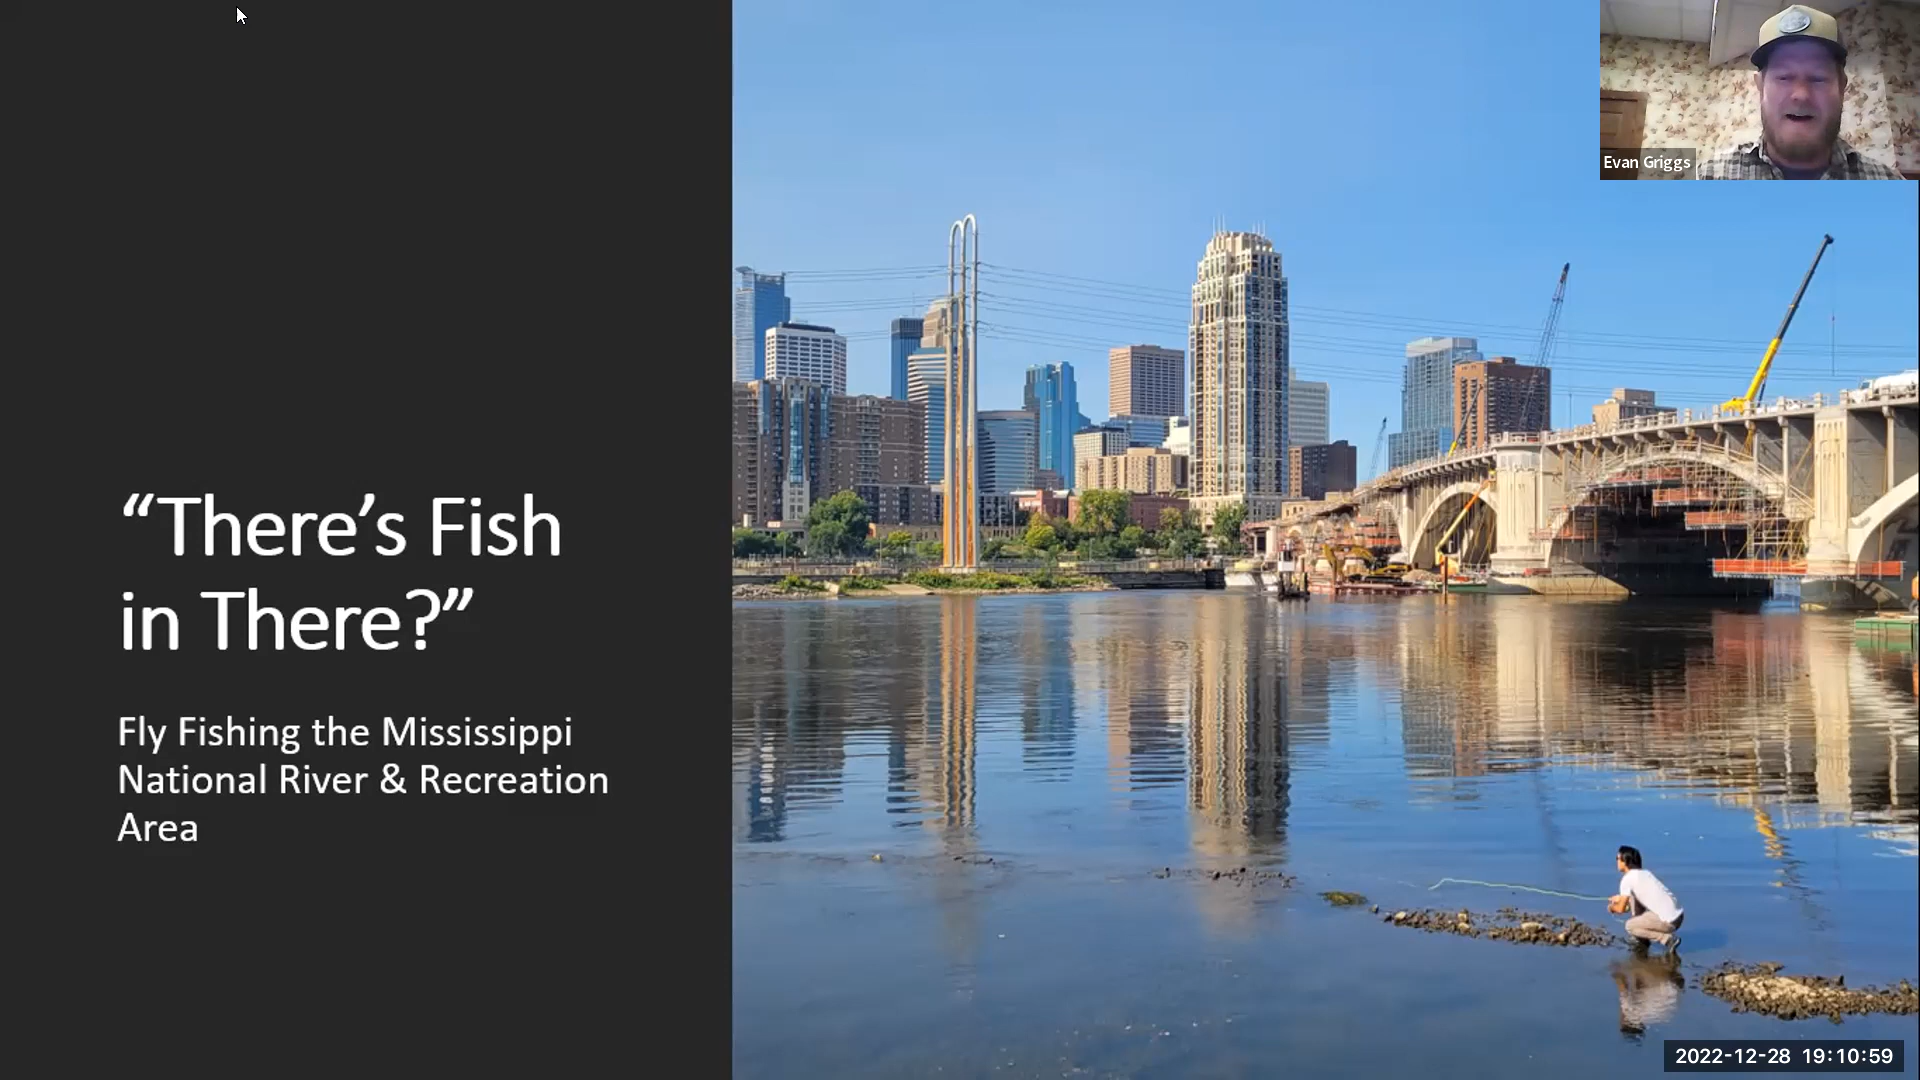 “There’s Fish
in There?”
Fly Fishing the Mississippi
National River & Recreation
Area
Evan Griggs
2022-12-28 19:10:59